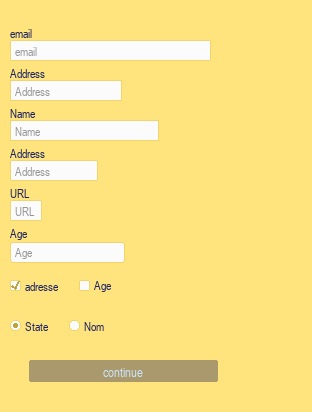 email
email
Address
Address
Name
Name
Address
Address
URL
URL
Age
Age
adresse Age
State Nom
continue